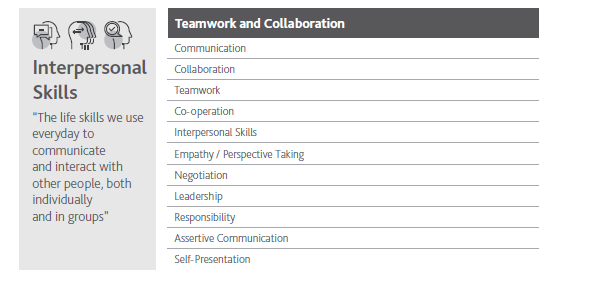 Interpersonal
Skills
"The life skills we use
everyday to
communicate
and interact with
other people, both
individually
and in groups"
Teamwork and Collaboration
Communication
Collaboration
Teamwork
Co-operation
Interpersonal Skills
Empathy / Perspective Taking
Negotiation
Leadership
Responsibility
Assertive Communication
Self-Presentation